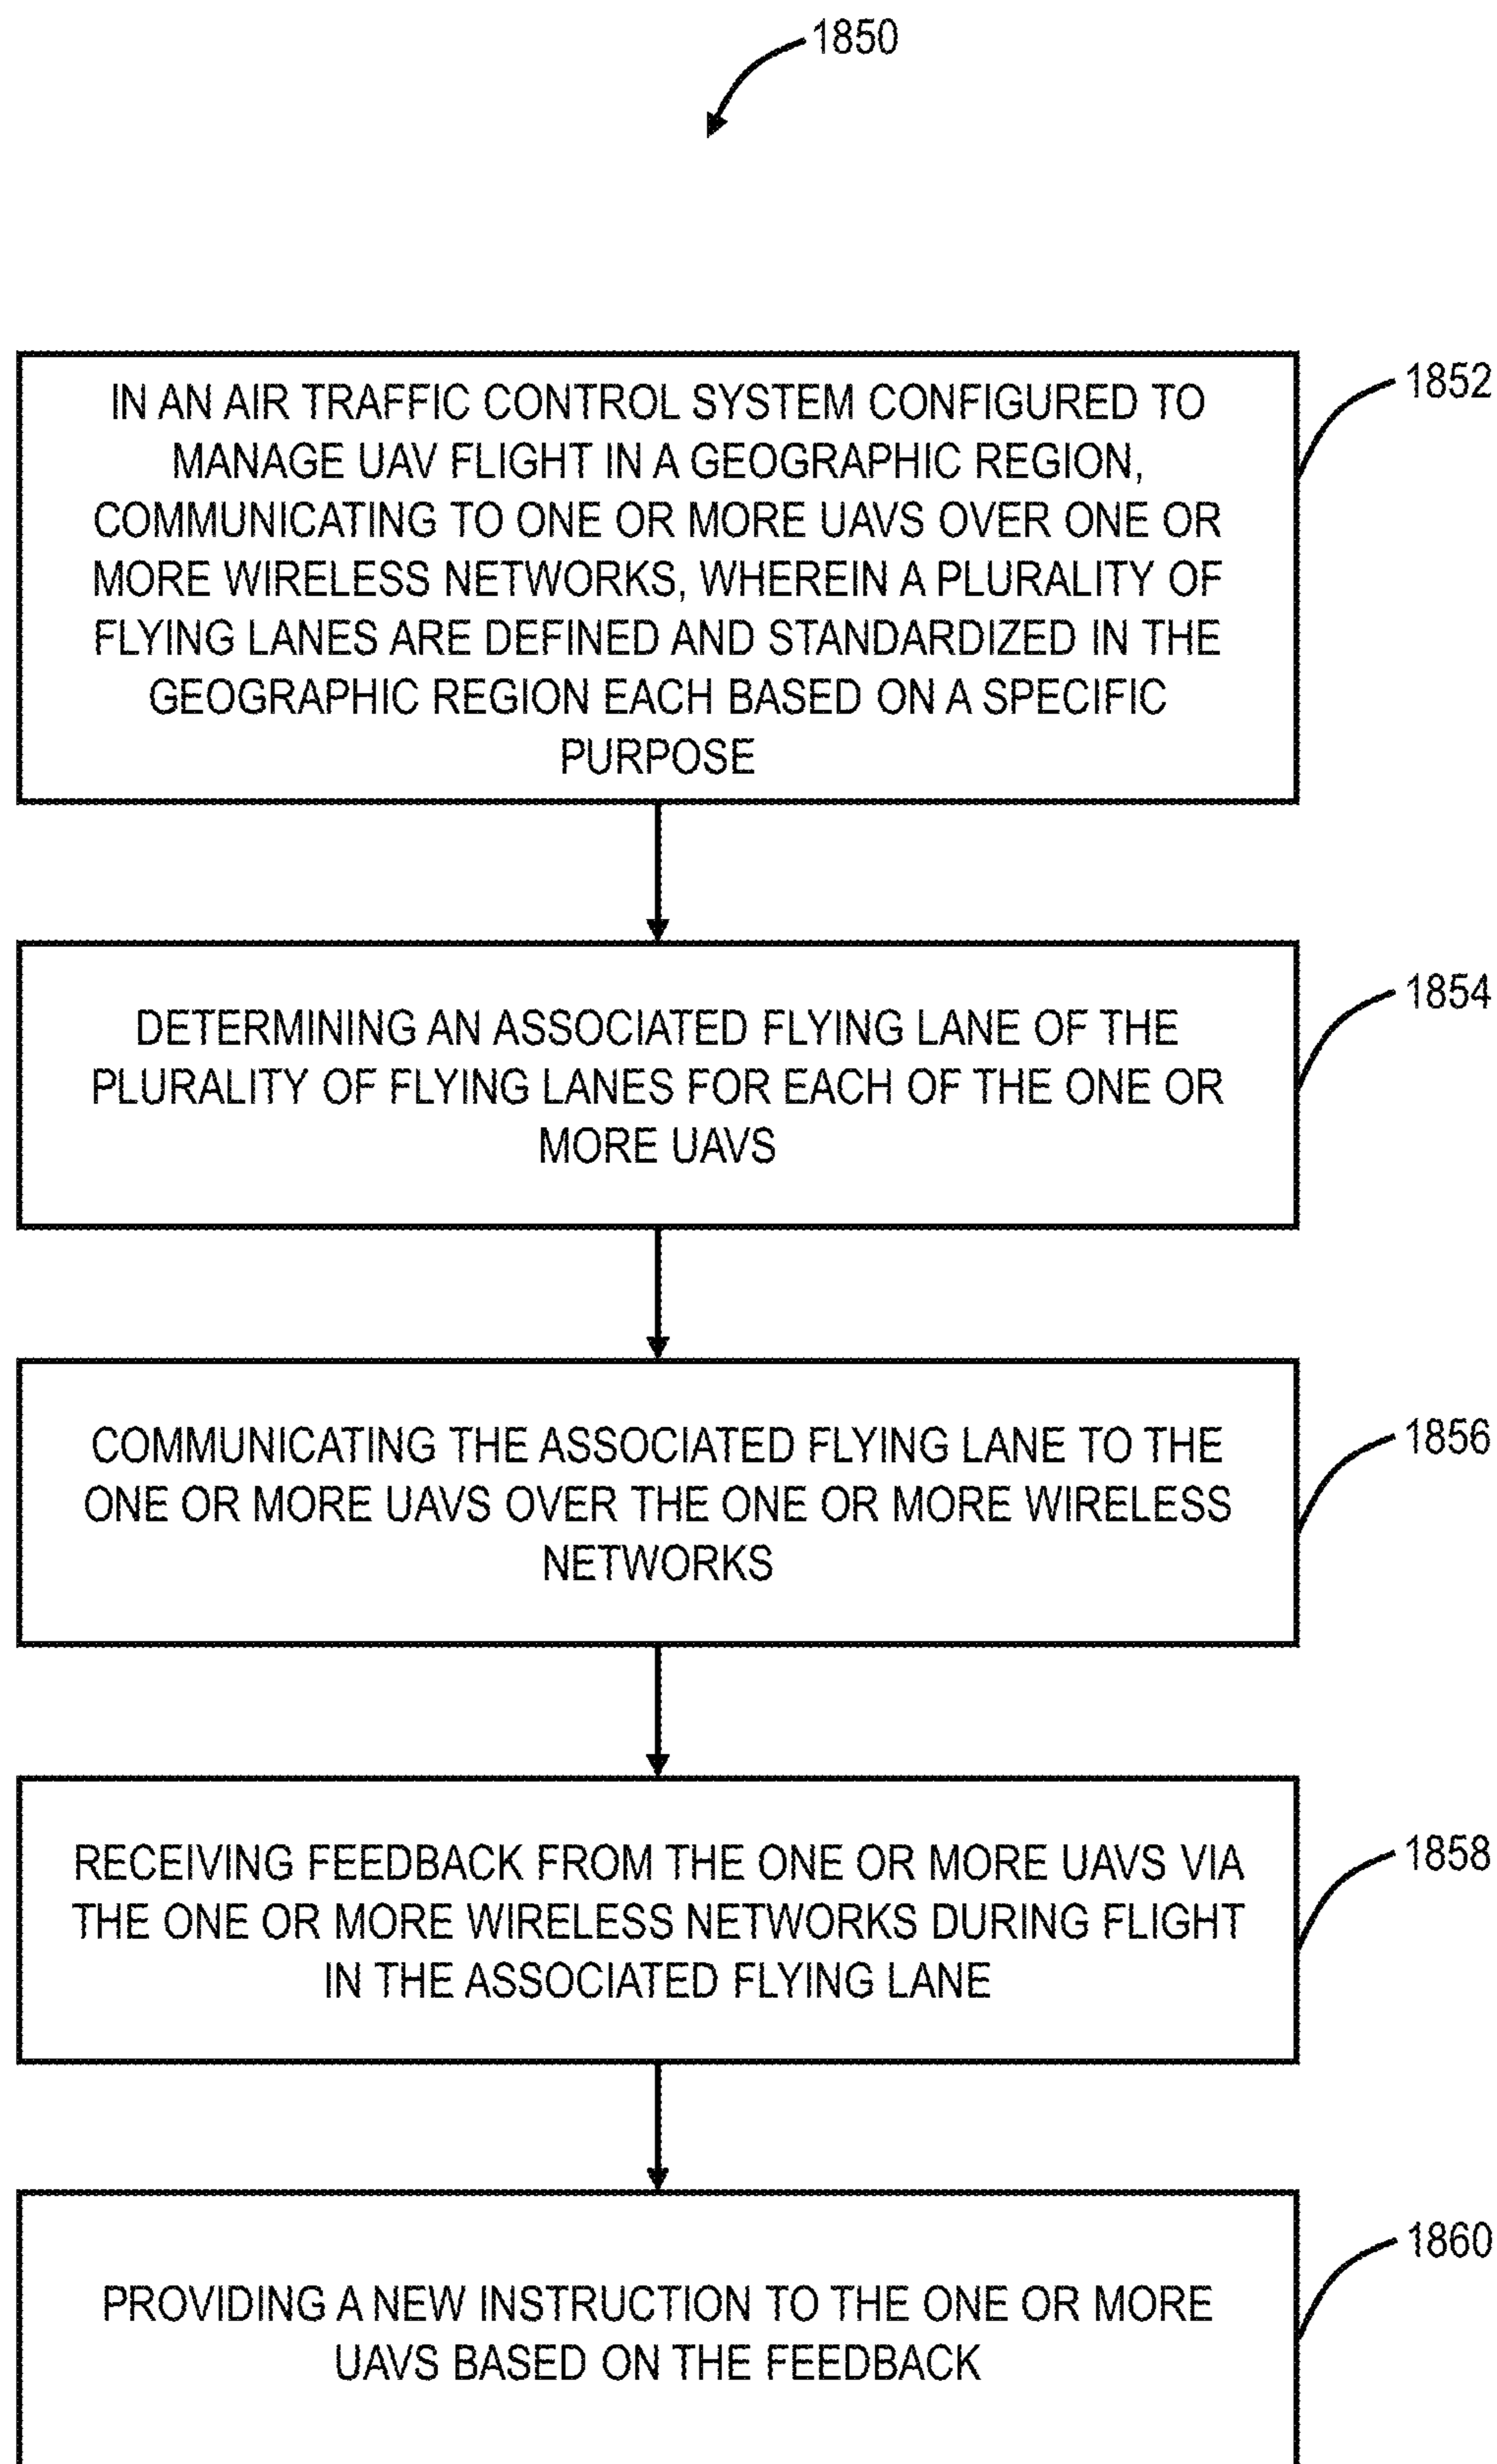 1850
IN AN AIR TRAFFIC CONTROL SYSTEM CONFIGURED TO
MANAGE UAV FLIGHT IN A GEOGRAPHIC REGION,
COMMUNICATING TO ONE OR MORE UAVS OVER ONE OR
MORE WIRELESS NETWORKS, WHEREIN A PLURALITY OF
FLYING LANES ARE DEFINED AND STANDARDIZED IN THE
GEOGRAPHIC REGION EACH BASED ON A SPECIFIC
PURPOSE
1852
DETERMINING AN ASSOCIATED FLYING LANE OF THE
PLURALITY OF FLYING LANES FOR EACH OF THE ONE OR
MORE UAVS
1854
COMMUNICATING THE ASSOCIATED FLYING LANE TO THE
ONE OR MORE UAVS OVER THE ONE OR MORE WIRELESS
NETWORKS
1856
RECEIVING FEEDBACK FROM THE ONE OR MORE UAVS VIA
THE ONE OR MORE WIRELESS NETWORKS DURING FLIGHT
IN THE ASSOCIATED FLYING LANE
1858
PROVIDING A NEW INSTRUCTION TO THE ONE OR MORE
UAVS BASED ON THE FEEDBACK
1860